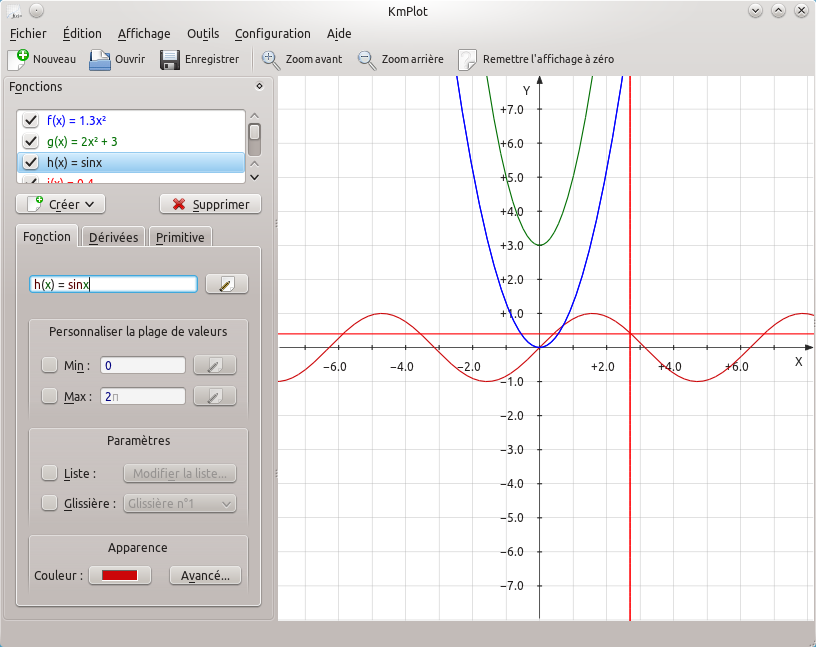 KmPlot
Fichier Édition Affichage Outils Configuration Aide
Nouveau Ouvrir Enregistrer Zoom avant Zoom arrière Remettre l'affichage à zéro
Fonctions
f(x) = 1.3x²
g(x) = 2x² + 3
h(x) = sinx
Créer Supprimer
Fonction Dérivées Primitive
h(x) = sinx
Personnaliser la plage de valeurs
Min : 0
Max : 2π
Paramètres
Liste : Modifier la liste...
Glissière : Glissière n°1
Apparence
Couleur : Avancé...
Y
+7.0
+6.0
+5.0
+4.0
+3.0
+2.0
+1.0
−6.0 −4.0 −2.0 +2.0 +4.0 +6.0 X
−1.0
−2.0
−3.0
−4.0
−5.0
−6.0
−7.0